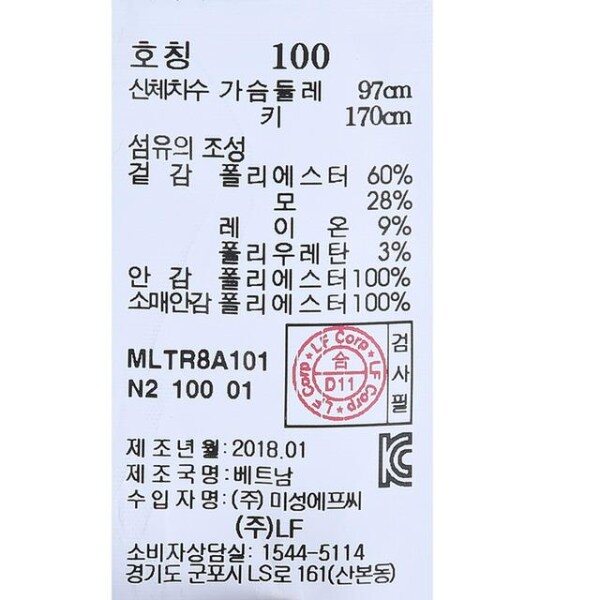 호칭 100
신체치수 가슴둘레 97cm
키 170cm
섬유의 조성
겉 감 폴리에스터 60%
모 28%
레 이 온 9%
폴리우레탄 3%
안 감 폴리에스터 100%
소매안감 폴리에스터 100%
MLTR8A101
N2 100 01
LF Corp ★ LF Corp ★ LF Corp ★
合
D11
검사필
제 조 년 월 : 2018.01
제 조 국 명 : 베트남
수 입 자 명 : (주) 미성에프씨
(주)LF
소비자상담실: 1544-5114
경기도 군포시 LS로 161(산본동)